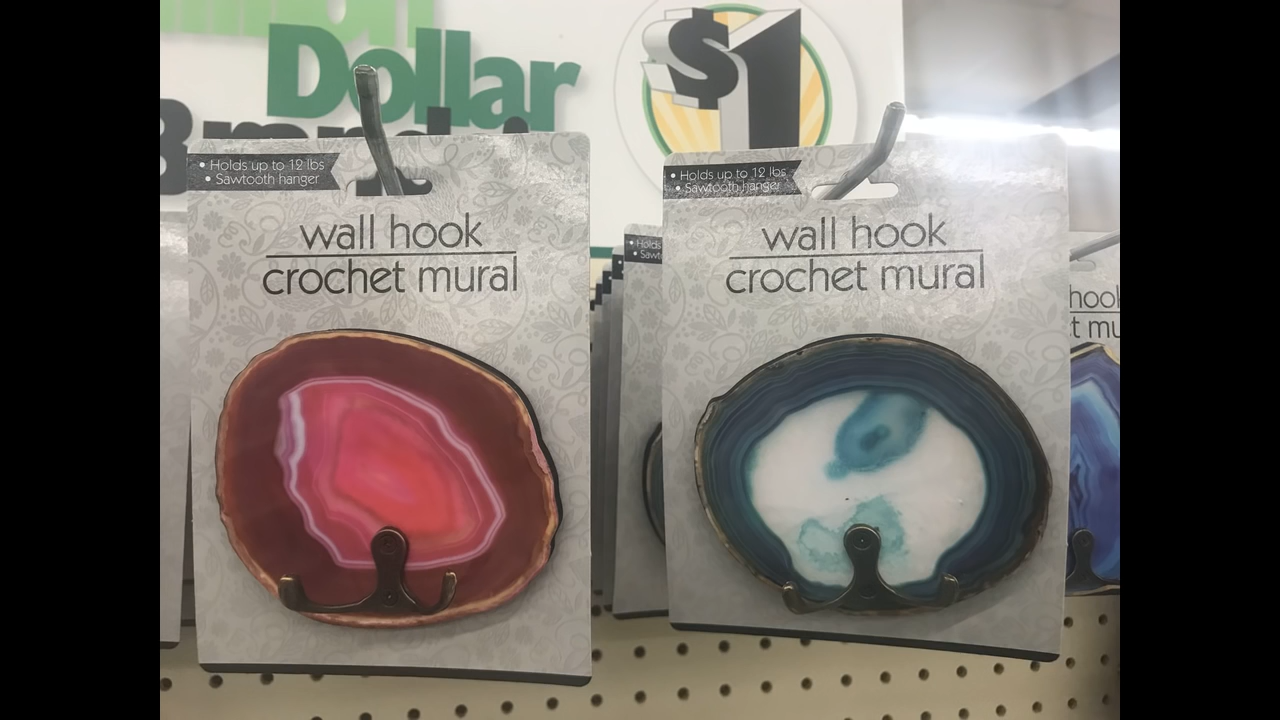 Dollar
$1
• Holds up to 12 lbs
• Sawtooth hanger
wall hook
crochet mural
• Holds up to 12 lbs
• Sawtooth hanger
wall hook
crochet mural
• Holds
hook